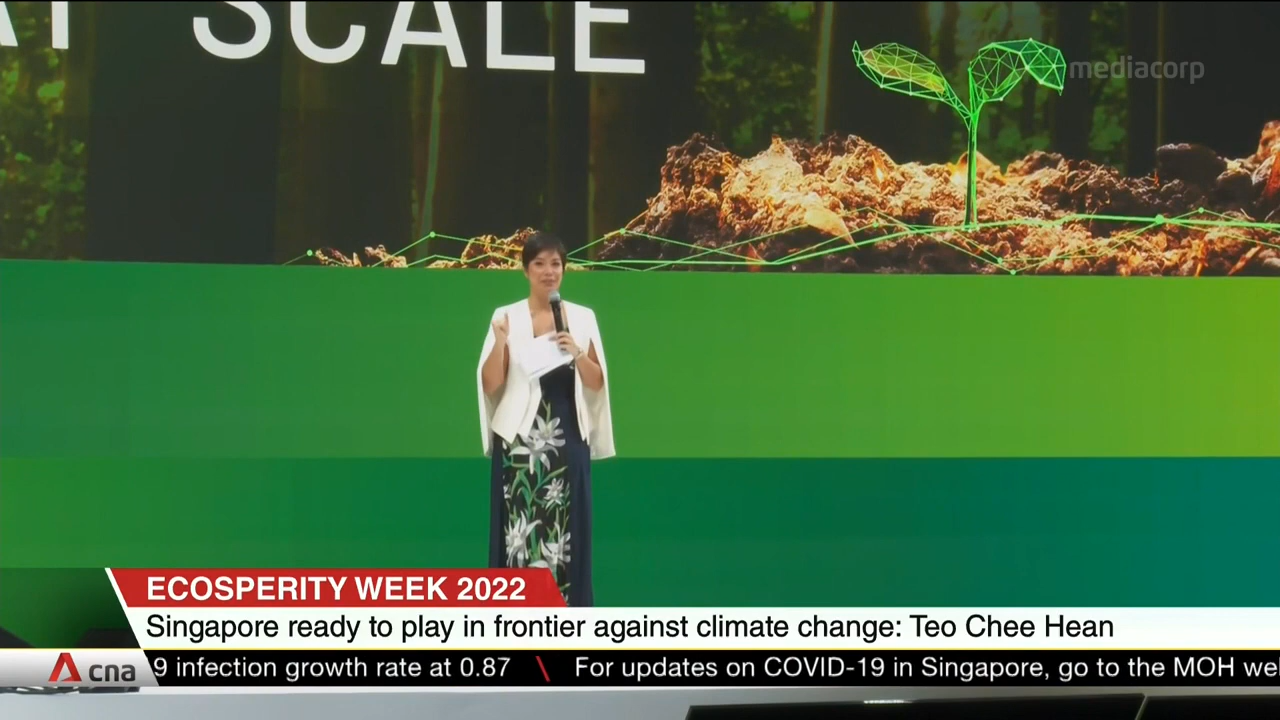 AT SCALE
mediacorp
ECOSPERITY WEEK 2022
Singapore ready to play in frontier against climate change: Teo Chee Hean
cna
9 infection growth rate at 0.87 \ For updates on COVID-19 in Singapore, go to the MOH we